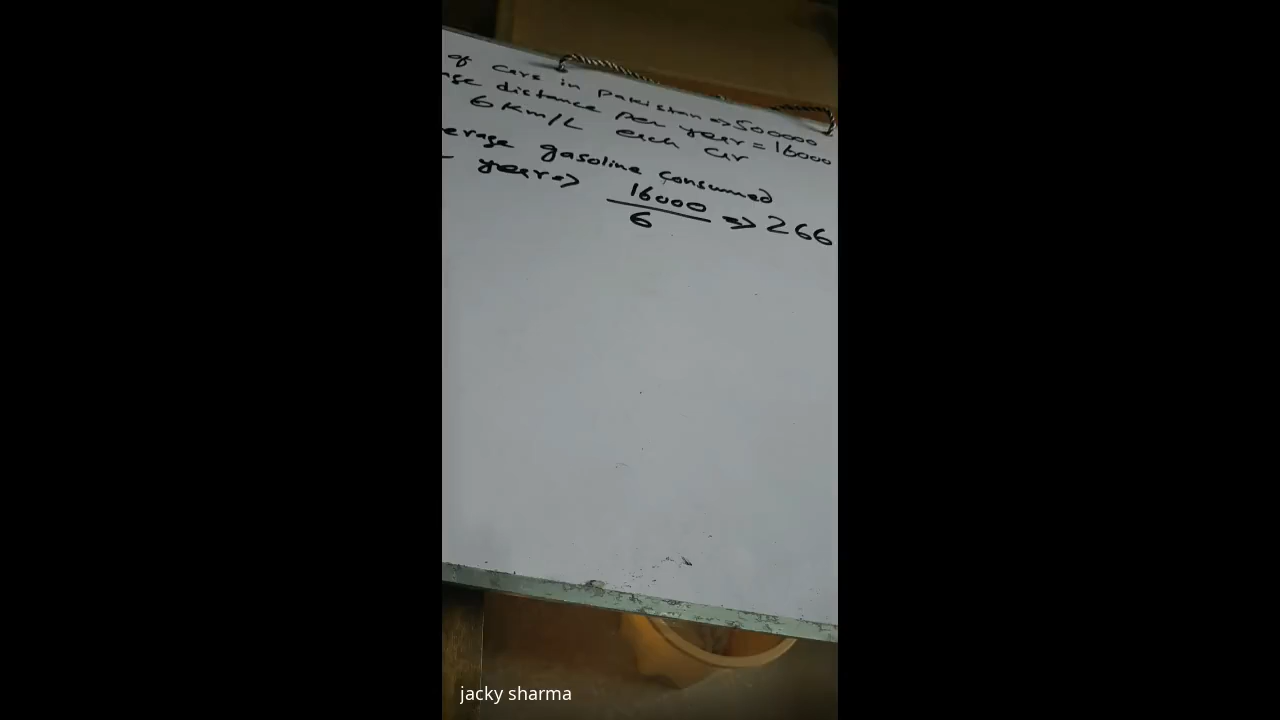 of cars in Pakistan => 500000
age distance per year = 16000
6 Km/L each car
erage gasoline consumed
year => 16000 / 6 => 266
jacky sharma